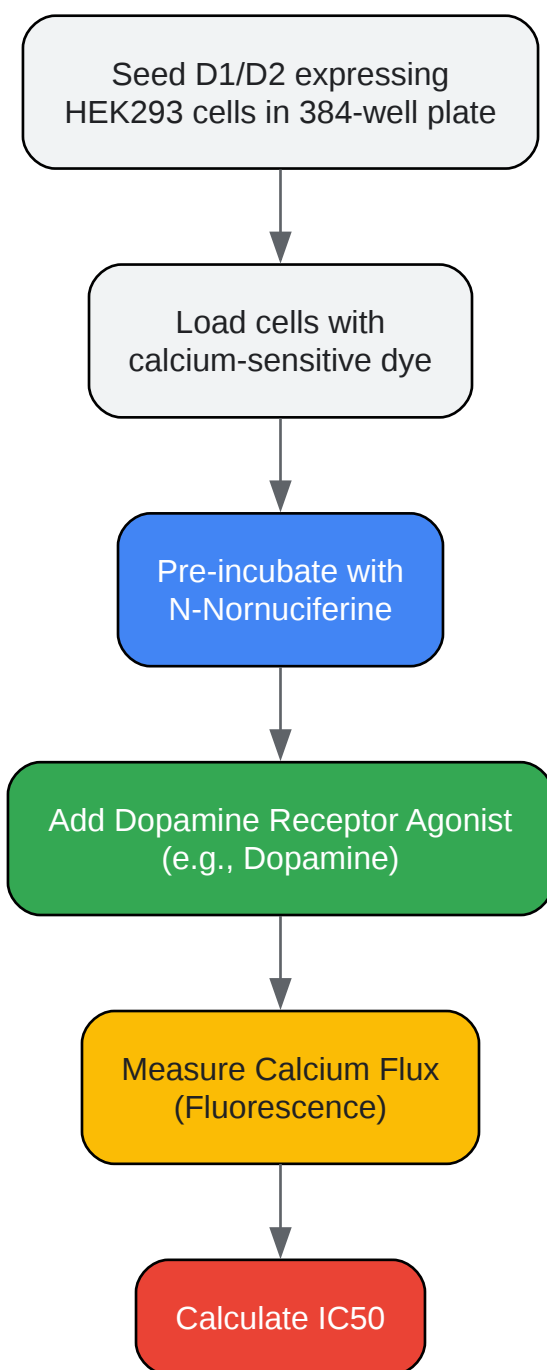 Seed D1/D2 expressing
HEK293 cells in 384-well plate
Load cells with
calcium-sensitive dye
Pre-incubate with
N-Nornuciferine
Add Dopamine Receptor Agonist
(e.g., Dopamine)
Measure Calcium Flux
(Fluorescence)
Calculate IC50